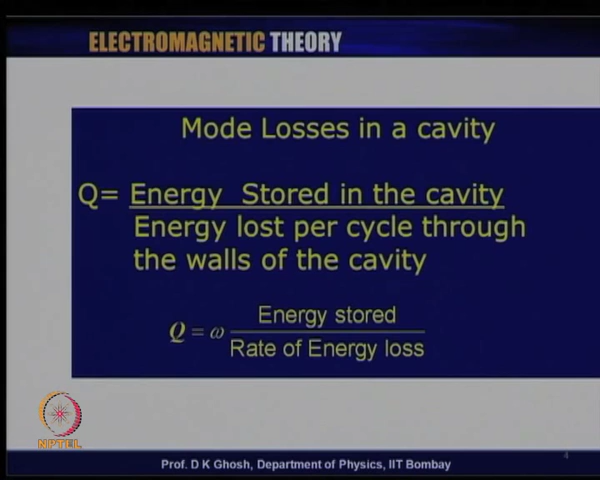 ELECTROMAGNETIC THEORY
Mode Losses in a cavity
Q= Energy Stored in the cavity
Energy lost per cycle through
the walls of the cavity
Q = ω Energy stored
Rate of Energy loss
NPTEL
4
Prof. D K Ghosh, Department of Physics, IIT Bombay